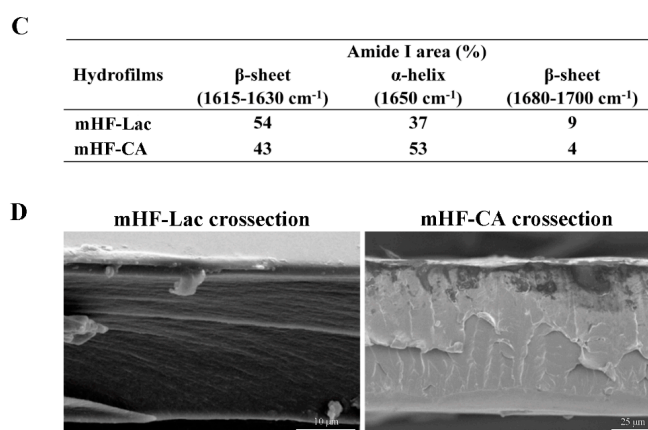 C
Amide I area (%)
Hydrofilms β-sheet α-helix β-sheet
(1615-1630 cm⁻¹) (1650 cm⁻¹) (1680-1700 cm⁻¹)
mHF-Lac 54 37 9
mHF-CA 43 53 4
D
mHF-Lac crossection mHF-CA crossection
10 μm 25 μm